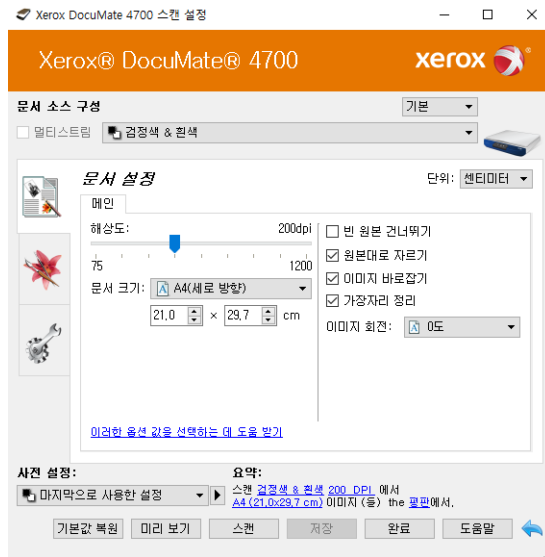 Xerox DocuMate 4700 스캔 설정
Xerox® DocuMate® 4700
xerox
문서 소스 구성
기본
멀티스트림
검정색 & 흰색
문서 설정
단위: 센티미터
메인
해상도: 200dpi
75 1200
문서 크기: A4(세로 방향)
21,0 × 29,7 cm
빈 원본 건너뛰기
원본대로 자르기
이미지 바로잡기
가장자리 정리
이미지 회전: 0도
이러한 옵션 값을 선택하는 데 도움 받기
사전 설정:
마지막으로 사용한 설정
요약:
스캔 검정색 & 흰색 200 DPI 에서
A4 (21,0x29,7 cm) 이미지 (등) the 평판에서.
기본값 복원 미리 보기 스캔 저장 완료 도움말